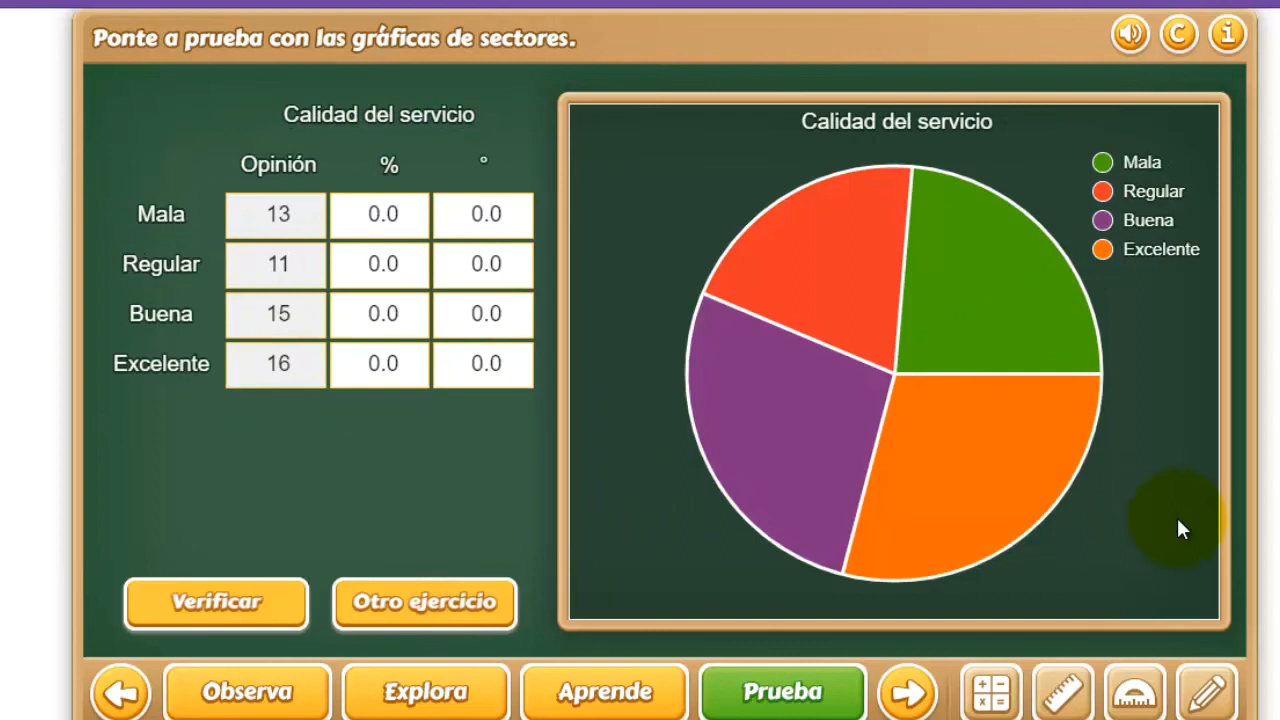 Ponte a prueba con las gráficas de sectores.
C
i
Calidad del servicio
Opinión % °
Mala 13 0.0 0.0
Regular 11 0.0 0.0
Buena 15 0.0 0.0
Excelente 16 0.0 0.0
Verificar
Otro ejercicio
Calidad del servicio
Mala
Regular
Buena
Excelente
Observa
Explora
Aprende
Prueba